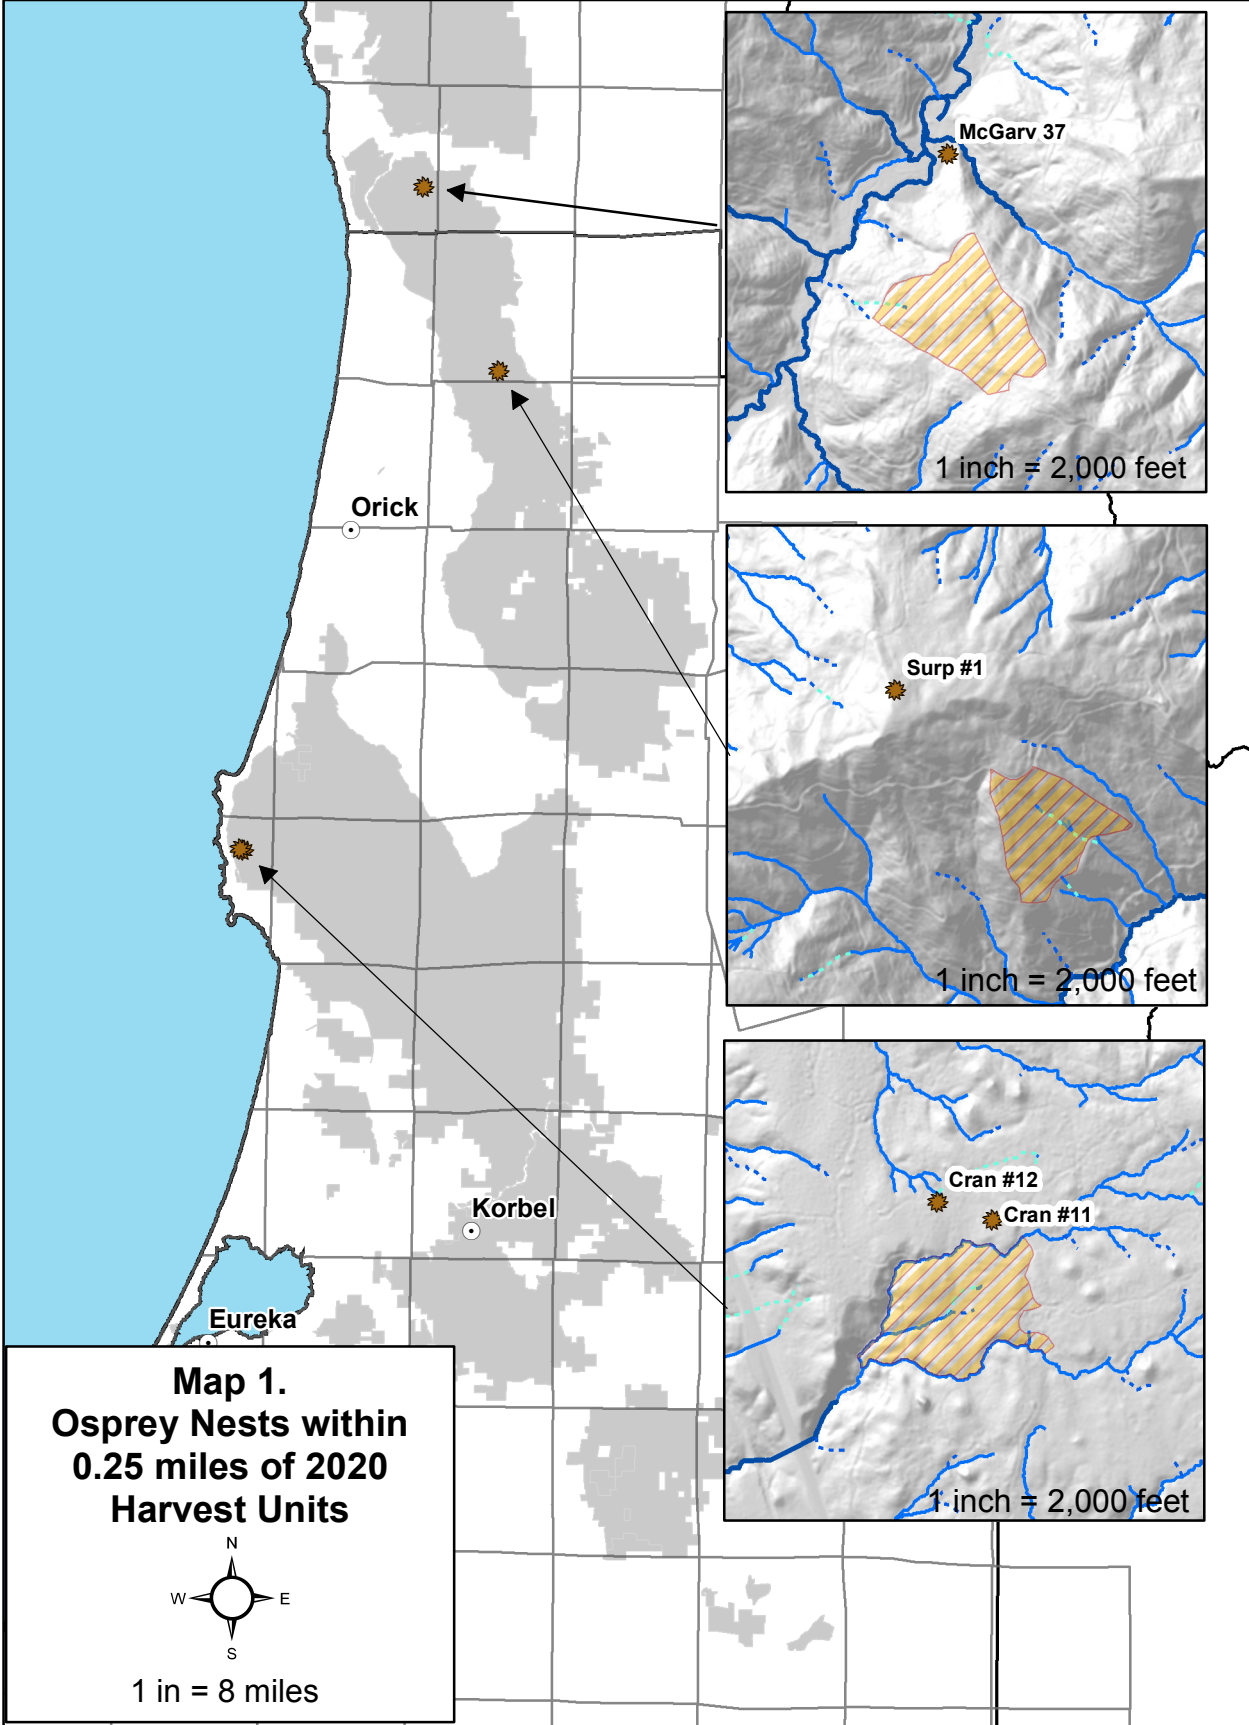 McGarv 37
1 inch = 2,000 feet
Orick
Surp #1
1 inch = 2,000 feet
Cran #12
Cran #11
1 inch = 2,000 feet
Korbel
Eureka
Map 1.
Osprey Nests within
0.25 miles of 2020
Harvest Units
N
W E
S
1 in = 8 miles